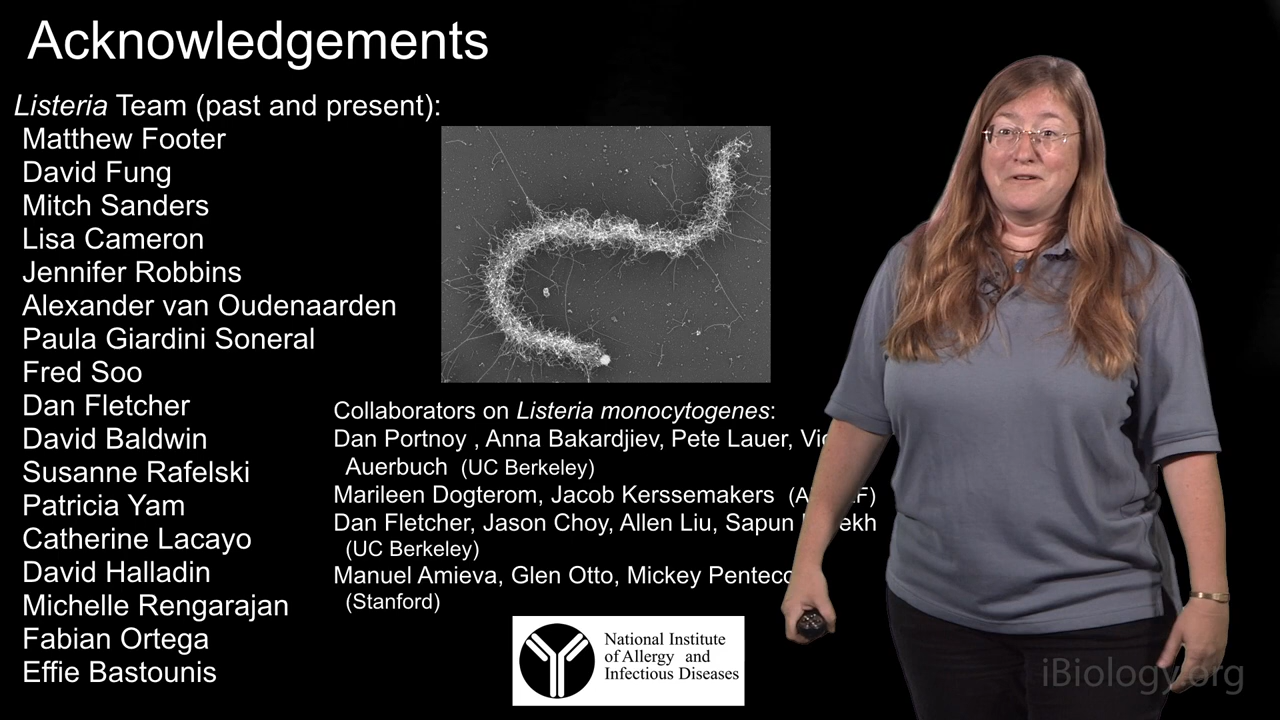 Acknowledgements
Listeria Team (past and present):
Matthew Footer
David Fung
Mitch Sanders
Lisa Cameron
Jennifer Robbins
Alexander van Oudenaarden
Paula Giardini Soneral
Fred Soo
Dan Fletcher
David Baldwin
Susanne Rafelski
Patricia Yam
Catherine Lacayo
David Halladin
Michelle Rengarajan
Fabian Ortega
Effie Bastounis
Collaborators on Listeria monocytogenes:
Dan Portnoy , Anna Bakardjiev, Pete Lauer,
Auerbuch (UC Berkeley)
Marileen Dogterom, Jacob Kerssemakers
Dan Fletcher, Jason Choy, Allen Liu, Sapun
(UC Berkeley)
Manuel Amieva, Glen Otto, Mickey
(Stanford)
National Institute
of Allergy and
Infectious Diseases
iBiology.org